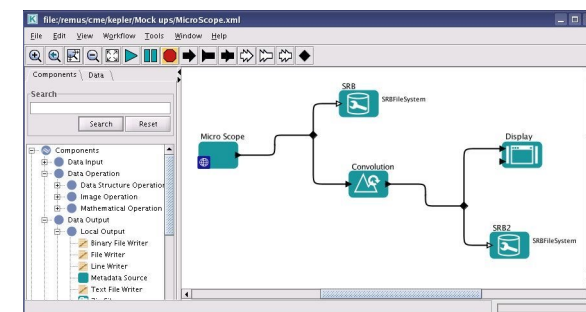 file:/remus/cme/kepler/Mock ups/MicroScope.xml
File Edit View Workflow Tools Window Help
Components Data
Search
Search Reset
Components
Data Input
Data Operation
Data Structure Operation
Image Operation
Mathematical Operation
Data Output
Local Output
Binary File Writer
File Writer
Line Writer
Metadata Source
Text File Writer
Micro Scope
SRB
SRBFileSystem
Convolution
Display
SRB2
SRBFileSystem